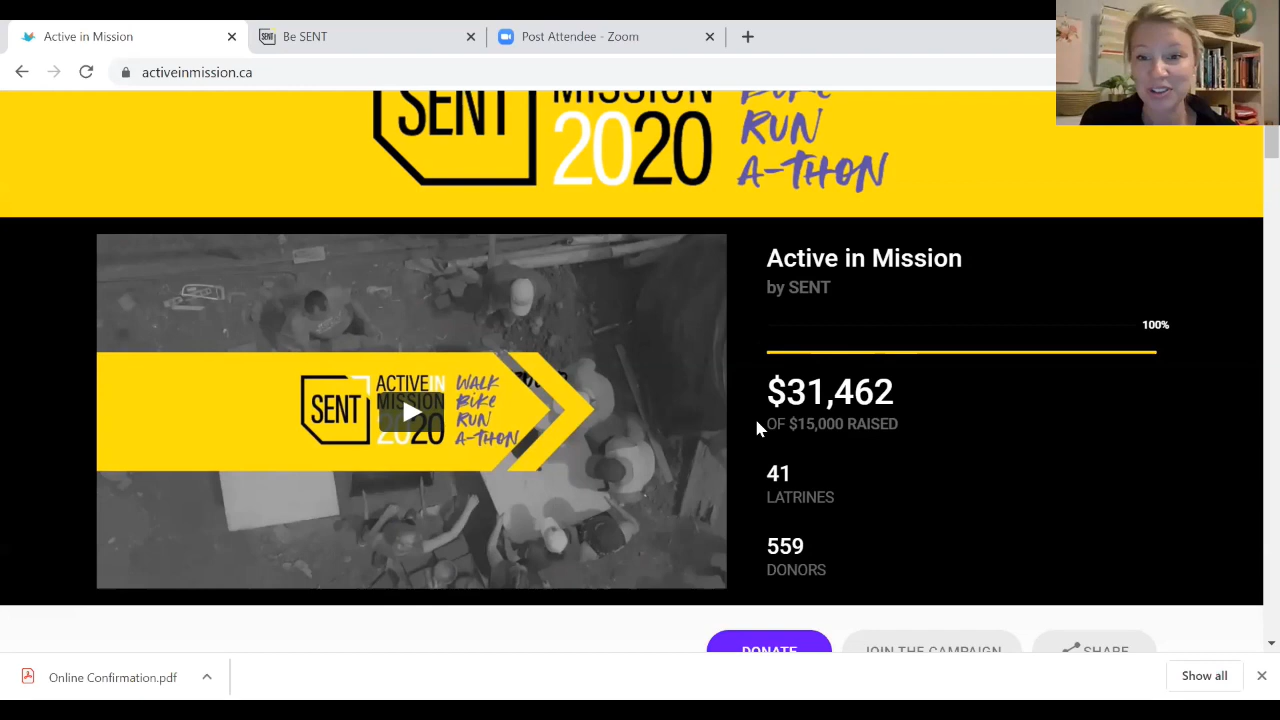 Active in Mission
Be SENT
Post Attendee - Zoom
activeinmission.ca
SENT
MISSION
2020
BIKE
RUN
A-THON
SENT
ACTIVE IN
MISSION
2020
WALK
BIKE
RUN
A-THON
Active in Mission
by SENT
100%
$31,462
OF $15,000 RAISED
41
LATRINES
559
DONORS
DONATE
JOIN THE CAMPAIGN
SHARE
Online Confirmation.pdf
Show all